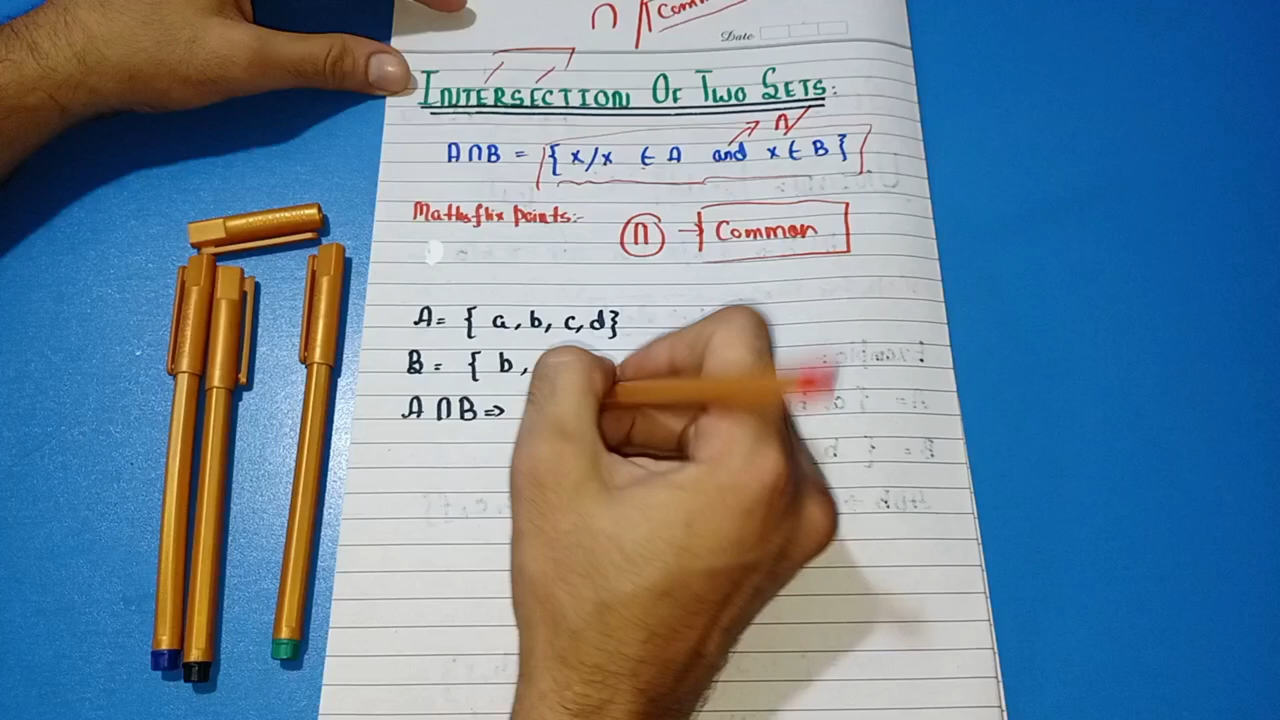 ∩
Date
INTERSECTION OF TWO SETS:
∩
A∩B = { x/x ∈ A and x ∈ B }
Mathsflix points:-
∩ → Common
A = { a, b, c, d}
B = { b,
A ∩ B ⇒